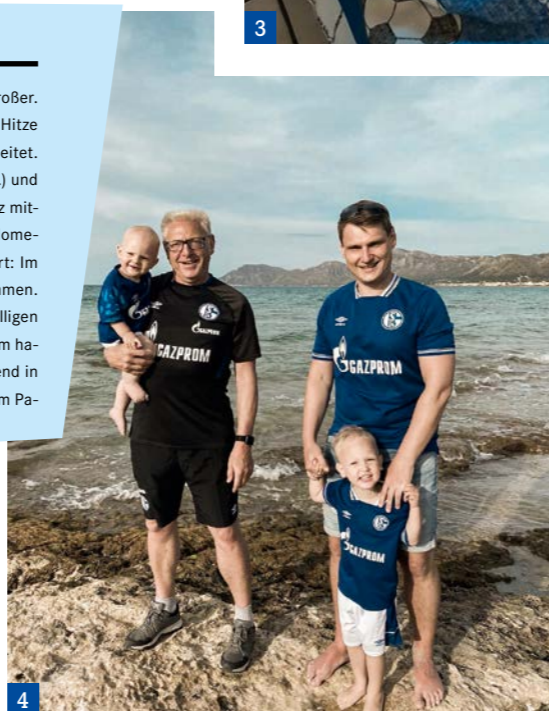 3
roßer.
Hitze
eitet.
) und
z mit-
ome-
rt: Im
men.
lligen
m ha-
end in
m Pa-
GAZPROM
GAZPROM
GAZPROM
GAZPROM
4